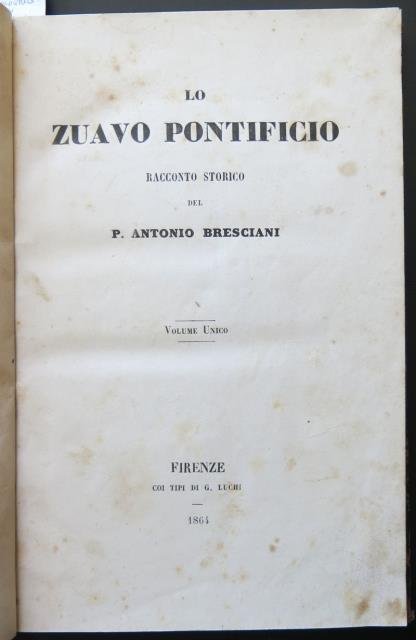 LO
ZUAVO PONTIFICIO
RACCONTO STORICO
DEL
P. ANTONIO BRESCIANI
VOLUME UNICO
FIRENZE
COI TIPI DI G. LUCHI
—
1864